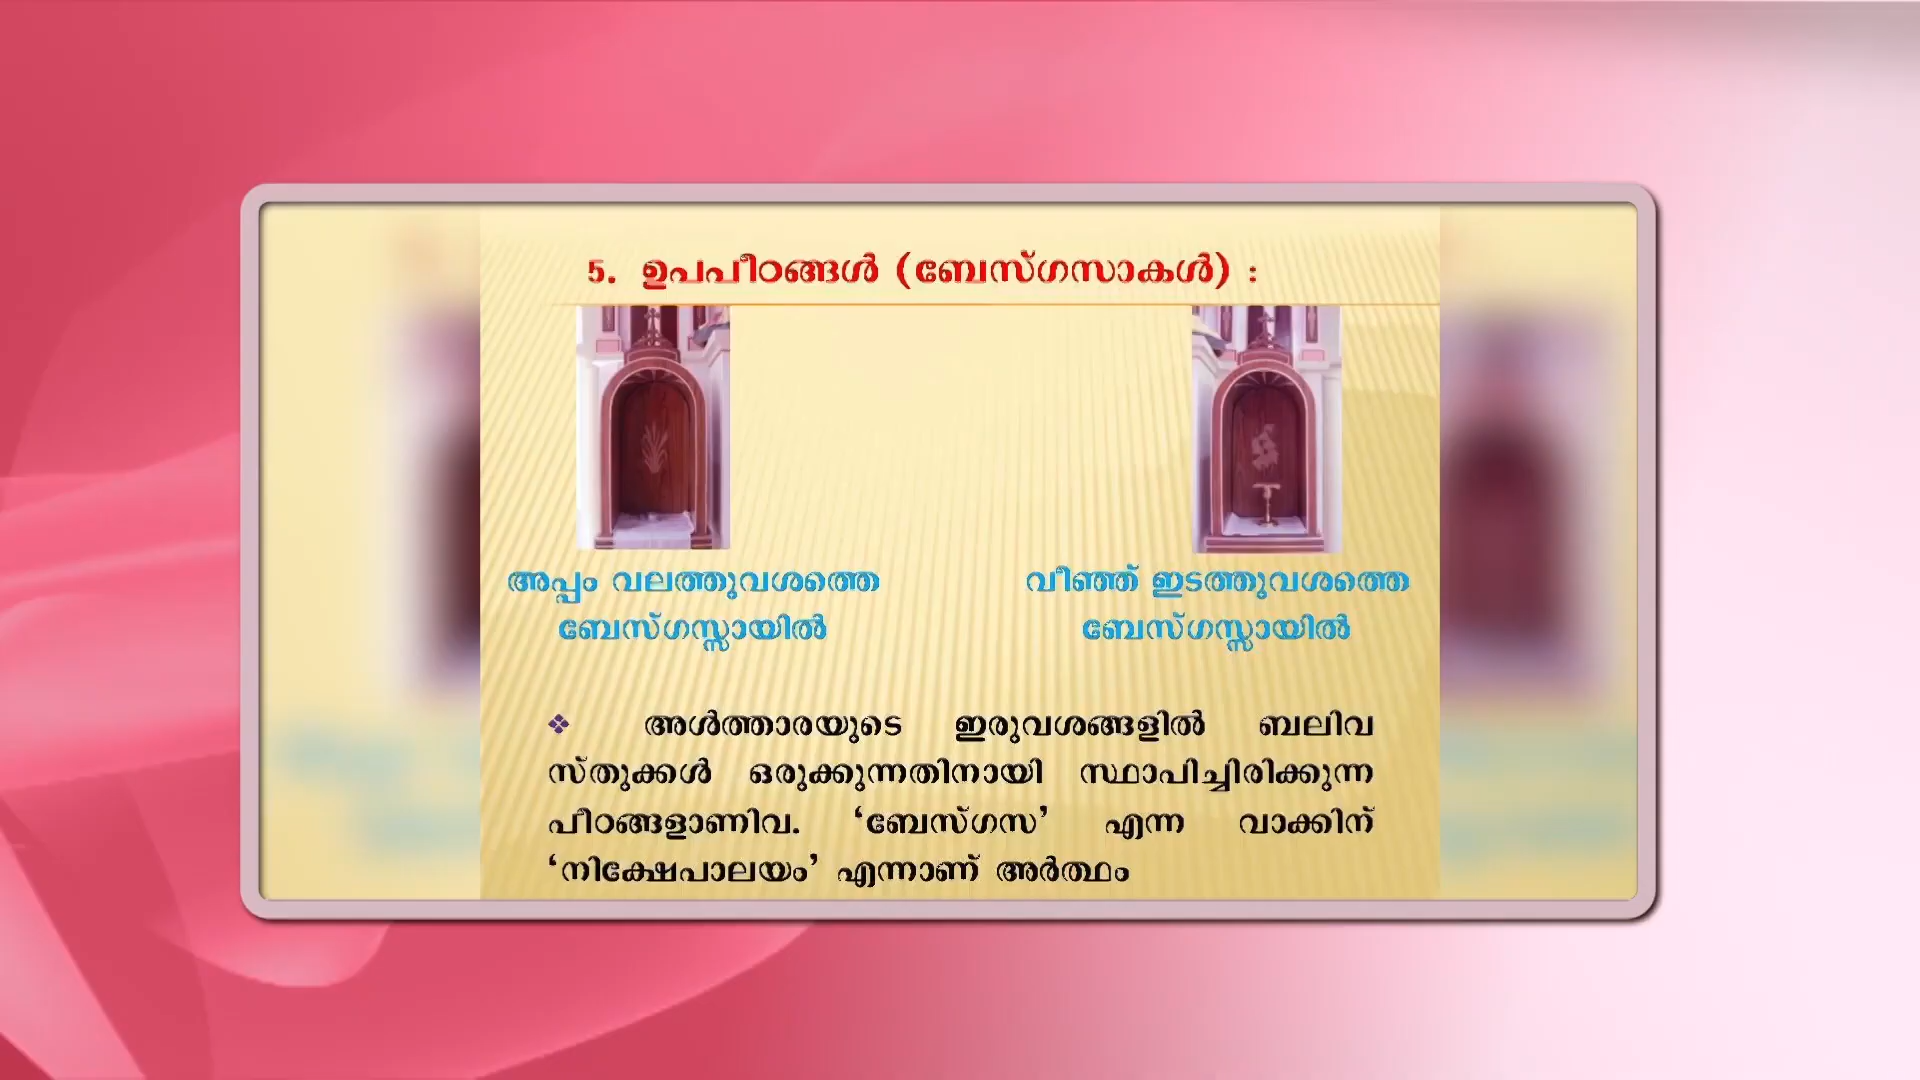 5. ഉപപീഠങ്ങൾ (ബേസ്ഗസാകൾ) :
അപ്പം വലത്തുവശത്തെ
ബേസ്ഗസ്സായിൽ
വീഞ്ഞ് ഇടത്തുവശത്തെ
ബേസ്ഗസ്സായിൽ
❖ അൾത്താരയുടെ ഇരുവശങ്ങളിൽ ബലിവ
സ്തുക്കൾ ഒരുക്കുന്നതിനായി സ്ഥാപിച്ചിരിക്കുന്ന
പീഠങ്ങളാണിവ. ‘ബേസ്ഗസ’ എന്ന വാക്കിന്
‘നിക്ഷേപാലയം’ എന്നാണ് അർത്ഥം